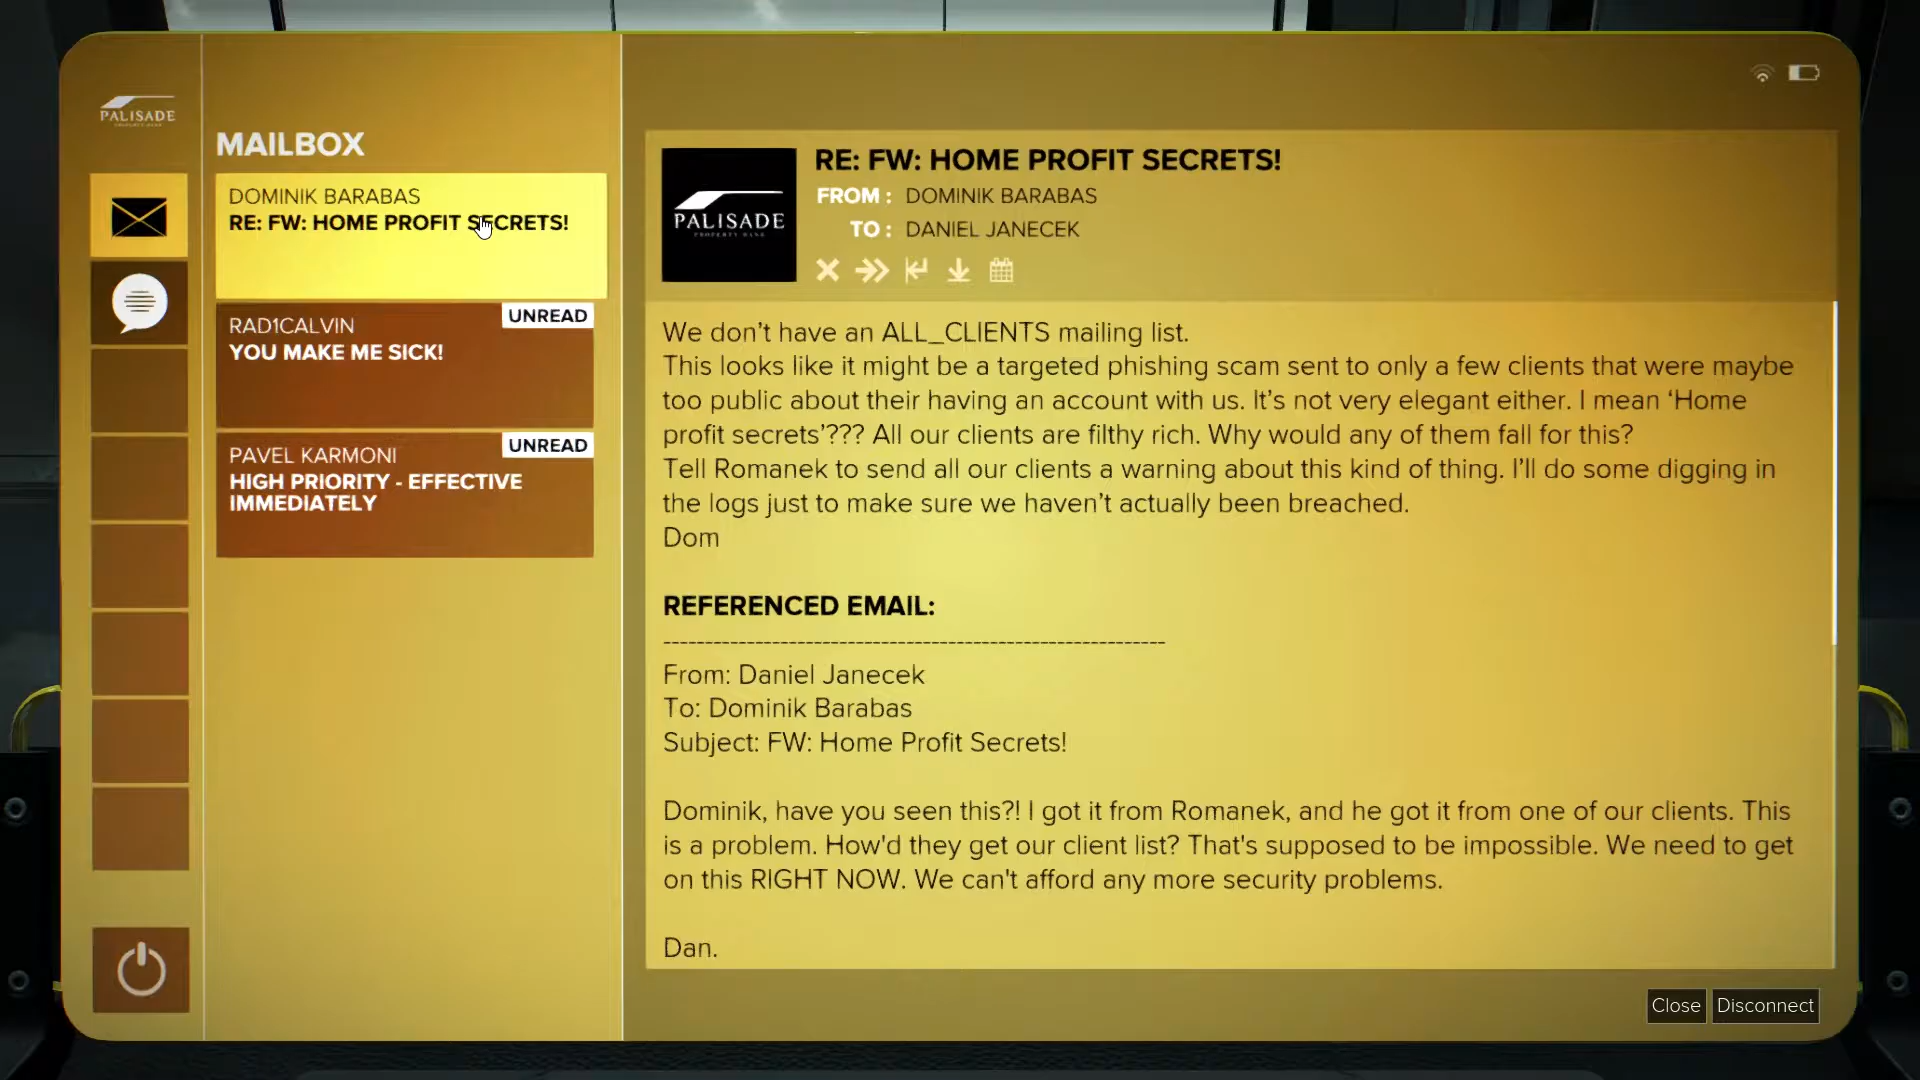 PALISADE
MAILBOX
DOMINIK BARABAS
RE: FW: HOME PROFIT SECRETS!
UNREAD
RAD1CALVIN
YOU MAKE ME SICK!
UNREAD
PAVEL KARMONI
HIGH PRIORITY - EFFECTIVE
IMMEDIATELY
PALISADE
PROPERTY BANK
RE: FW: HOME PROFIT SECRETS!
FROM : DOMINIK BARABAS
TO : DANIEL JANECEK
We don’t have an ALL_CLIENTS mailing list.
This looks like it might be a targeted phishing scam sent to only a few clients that were maybe
too public about their having an account with us. It’s not very elegant either. I mean ‘Home
profit secrets’??? All our clients are filthy rich. Why would any of them fall for this?
Tell Romanek to send all our clients a warning about this kind of thing. I’ll do some digging in
the logs just to make sure we haven’t actually been breached.
Dom
REFERENCED EMAIL:
------------------------------------------------------------
From: Daniel Janecek
To: Dominik Barabas
Subject: FW: Home Profit Secrets!
Dominik, have you seen this?! I got it from Romanek, and he got it from one of our clients. This
is a problem. How'd they get our client list? That's supposed to be impossible. We need to get
on this RIGHT NOW. We can't afford any more security problems.
Dan.
Close Disconnect